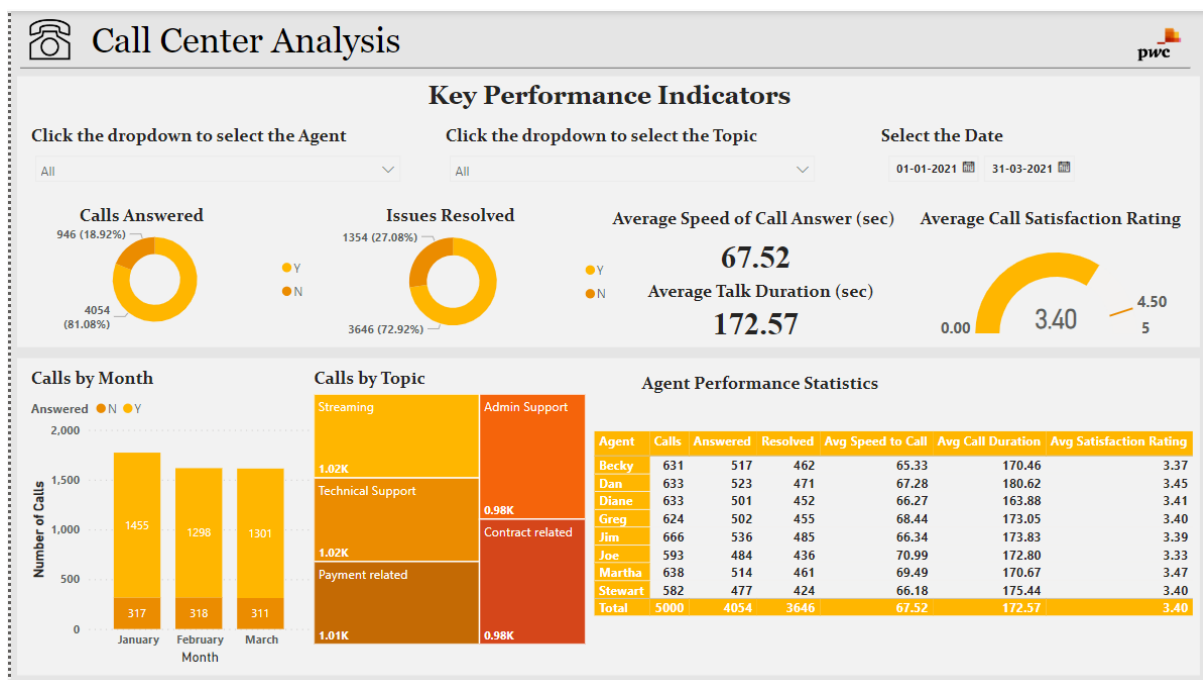 Call Center Analysis
pwc
Key Performance Indicators
Click the dropdown to select the Agent
Click the dropdown to select the Topic
Select the Date
All
All
01-01-2021
31-03-2021
Calls Answered
946 (18.92%)
4054
(81.08%)
Y
N
Issues Resolved
1354 (27.08%)
3646 (72.92%)
Y
N
Average Speed of Call Answer (sec)
67.52
Average Talk Duration (sec)
172.57
Average Call Satisfaction Rating
0.00
3.40
4.50
5
Calls by Month
Answered N Y
Number of Calls
2,000
1,500
1,000
500
0
1455
1298
1301
317
318
311
January February March
Month
Calls by Topic
Streaming
1.02K
Technical Support
1.02K
Payment related
1.01K
Admin Support
0.98K
Contract related
0.98K
Agent Performance Statistics
Agent Calls Answered Resolved Avg Speed to Call Avg Call Duration Avg Satisfaction Rating
Becky 631 517 462 65.33 170.46 3.37
Dan 633 523 471 67.28 180.62 3.45
Diane 633 501 452 66.27 163.88 3.41
Greg 624 502 455 68.44 173.05 3.40
Jim 666 536 485 66.34 173.83 3.39
Joe 593 484 436 70.99 172.80 3.33
Martha 638 514 461 69.49 170.67 3.47
Stewart 582 477 424 66.18 175.44 3.40
Total 5000 4054 3646 67.52 172.57 3.40